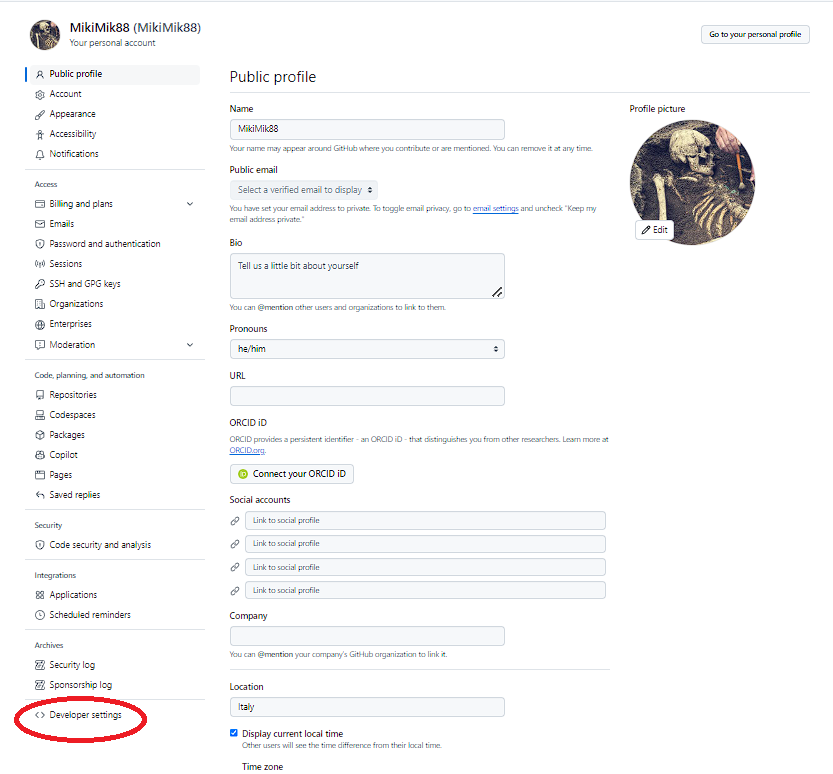 MikiMik88 (MikiMik88)
Your personal account
Go to your personal profile
Public profile
Account
Appearance
Accessibility
Notifications
Access
Billing and plans
Emails
Password and authentication
Sessions
SSH and GPG keys
Organizations
Enterprises
Moderation
Code, planning, and automation
Repositories
Codespaces
Packages
Copilot
Pages
Saved replies
Security
Code security and analysis
Integrations
Applications
Scheduled reminders
Archives
Security log
Sponsorship log
Developer settings
Public profile
Name
MikiMik88
Your name may appear around GitHub where you contribute or are mentioned. You can remove it at any time.
Public email
Select a verified email to display
You have set your email address to private. To toggle email privacy, go to email settings and uncheck "Keep my
email address private."
Bio
Tell us a little bit about yourself
You can @mention other users and organizations to link to them.
Pronouns
he/him
URL
ORCID iD
ORCID provides a persistent identifier - an ORCID iD - that distinguishes you from other researchers. Learn more at
ORCID.org.
iD Connect your ORCID iD
Social accounts
Link to social profile
Link to social profile
Link to social profile
Link to social profile
Company
You can @mention your company's GitHub organization to link it.
Location
Italy
Display current local time
Other users will see the time difference from their local time.
Time zone
Profile picture
Edit